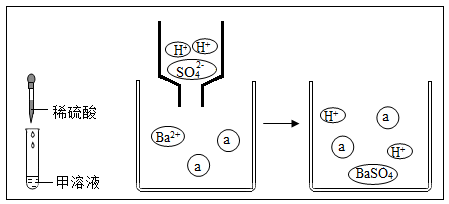 稀硫酸
甲溶液
H⁺ H⁺
SO₄²⁻
Ba²⁺ a
a
H⁺ a
a H⁺
BaSO₄